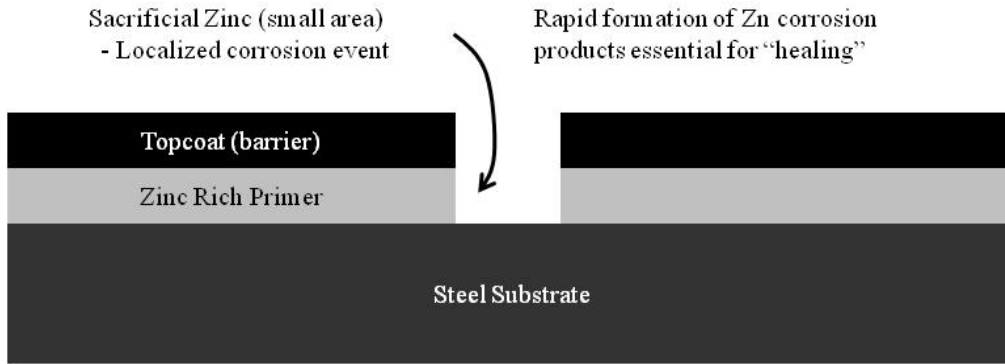 Sacrificial Zinc (small area)
- Localized corrosion event
Rapid formation of Zn corrosion
products essential for “healing”
Topcoat (barrier)
Zinc Rich Primer
Steel Substrate